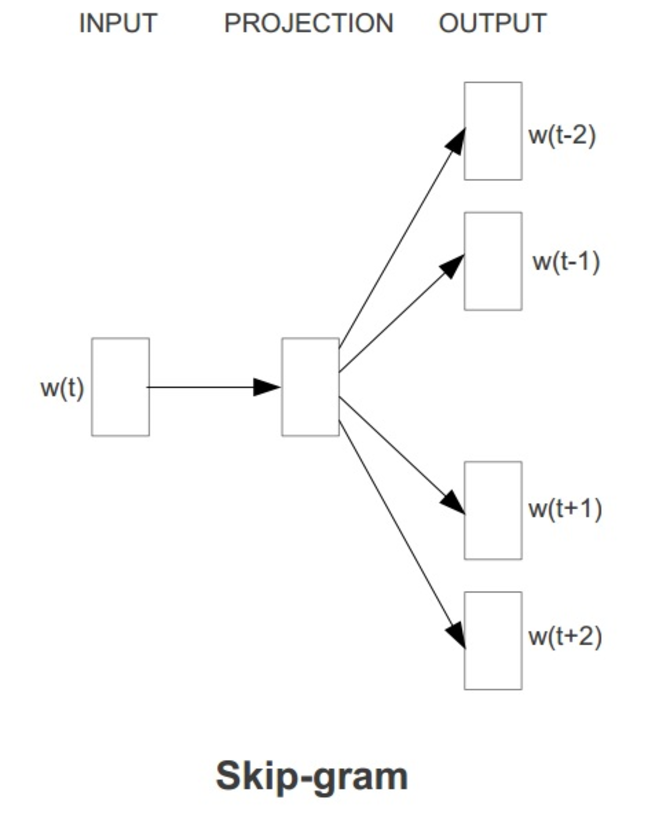 INPUT PROJECTION OUTPUT
w(t-2)
w(t-1)
w(t)
w(t+1)
w(t+2)
Skip-gram